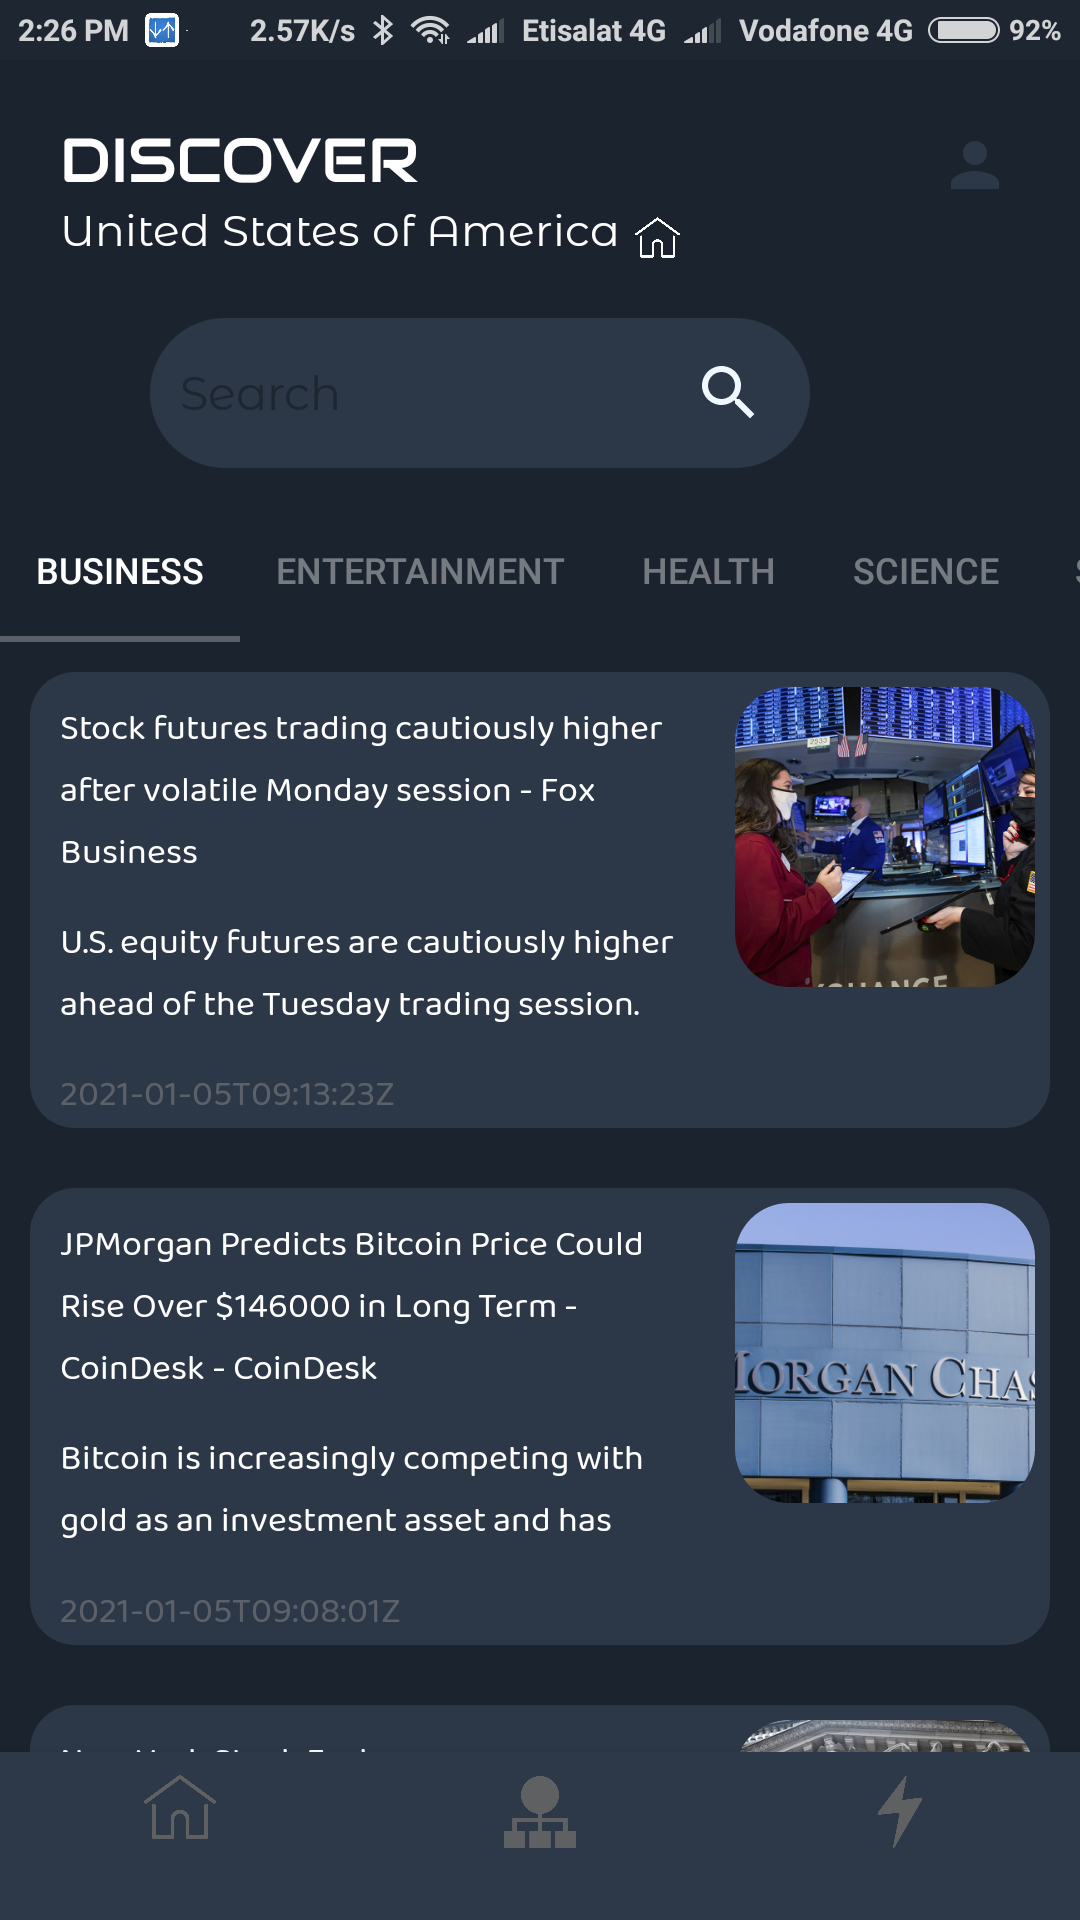 2:26 PM 2.57K/s Etisalat 4G Vodafone 4G 92%
DISCOVER
United States of America
Search
BUSINESS ENTERTAINMENT HEALTH SCIENCE
Stock futures trading cautiously higher
after volatile Monday session - Fox
Business
U.S. equity futures are cautiously higher
ahead of the Tuesday trading session.
2021-01-05T09:13:23Z
JPMorgan Predicts Bitcoin Price Could
Rise Over $146000 in Long Term -
CoinDesk - CoinDesk
MORGAN CHAS
Bitcoin is increasingly competing with
gold as an investment asset and has
2021-01-05T09:08:01Z